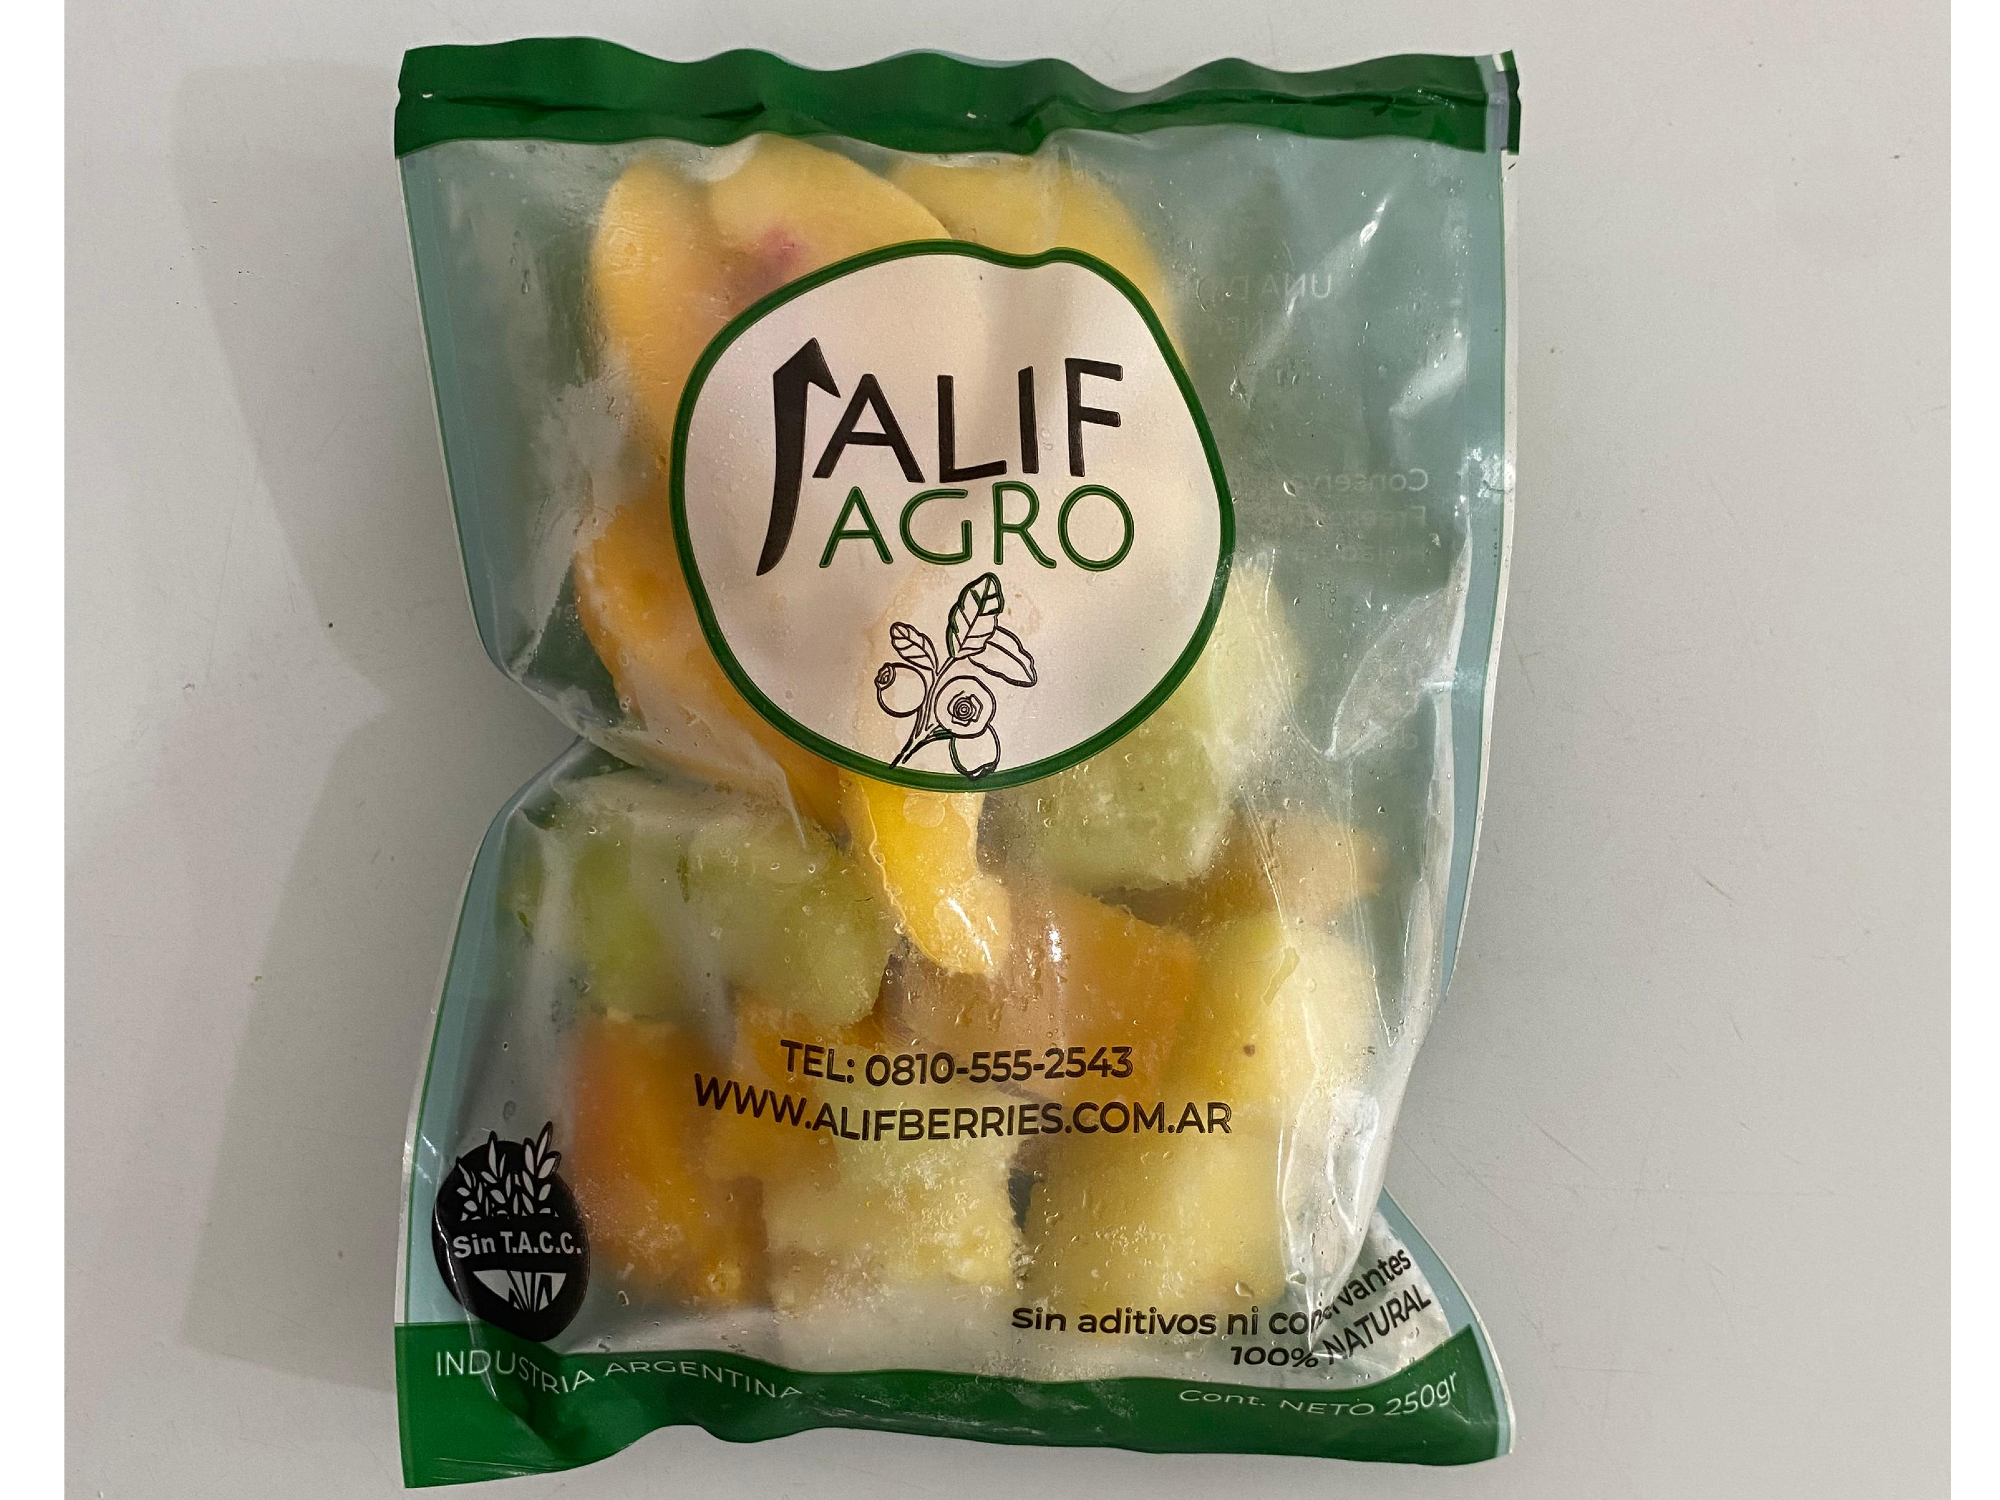 ALIF
AGRO
TEL: 0810-555-2543
WWW.ALIFBERRIES.COM.AR
Sin T.A.C.C.
Sin aditivos ni conservantes
100% NATURAL
INDUSTRIA ARGENTINA
Cont. NETO 250gr